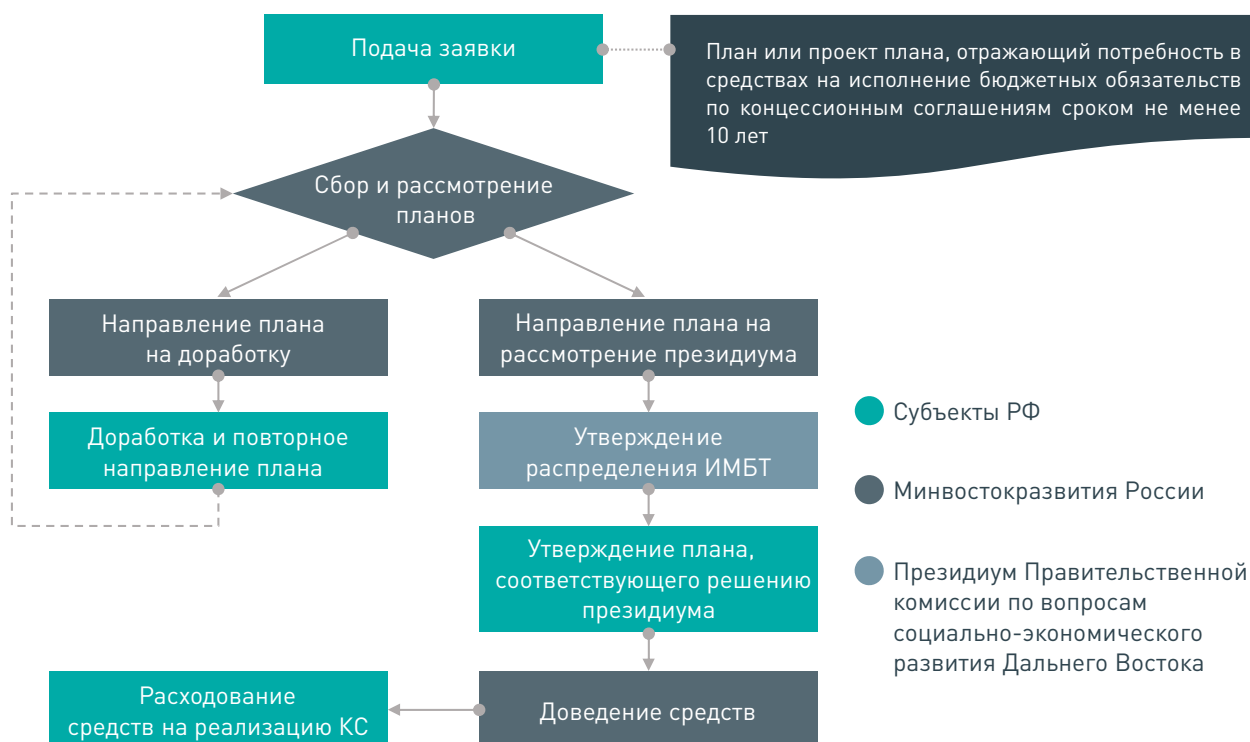 Подача заявки
План или проект плана, отражающий потребность в
средствах на исполнение бюджетных обязательств
по концессионным соглашениям сроком не менее
10 лет
Сбор и рассмотрение
планов
Направление плана
на доработку
Направление плана на
рассмотрение президиума
Доработка и повторное
направление плана
Утверждение
распределения ИМБТ
Утверждение плана,
соответствующего решению
президиума
Расходование
средств на реализацию КС
Доведение средств
Субъекты РФ
Минвостокразвития России
Президиум Правительственной
комиссии по вопросам
социально-экономического
развития Дальнего Востока